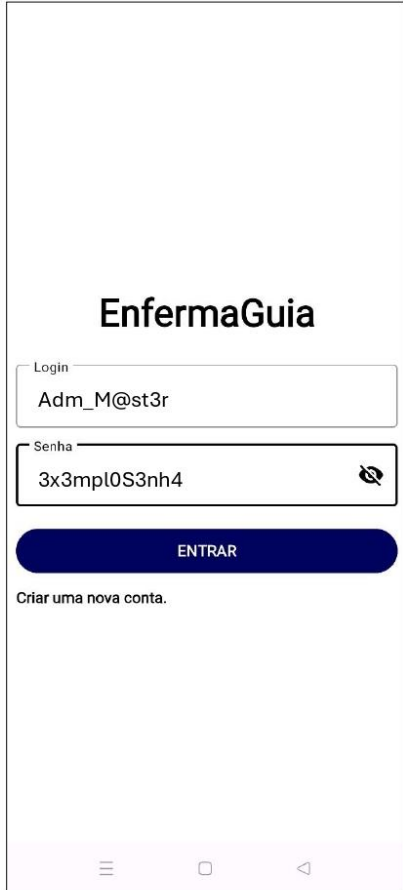 EnfermaGuia
Login
Adm_M@st3r
Senha
3x3mpl0S3nh4
ENTRAR
Criar uma nova conta.